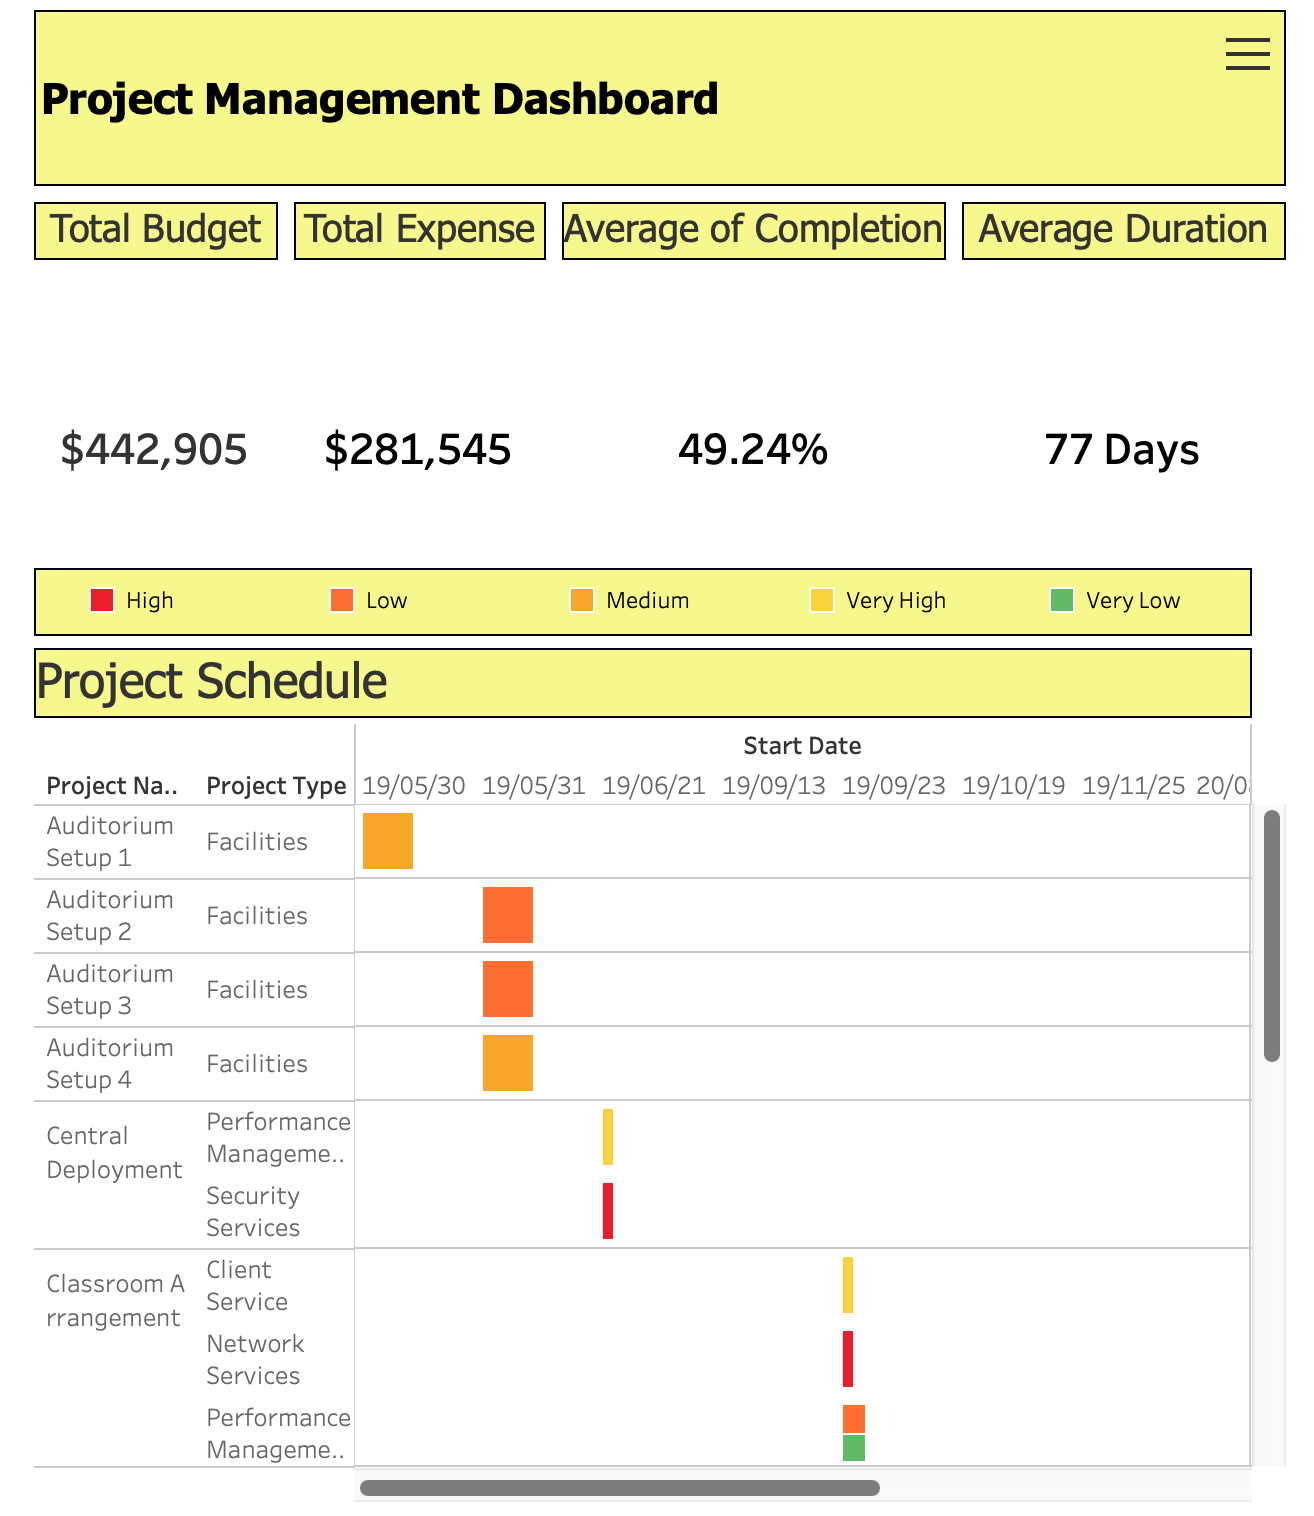 Project Management Dashboard
Total Budget
Total Expense
Average of Completion
Average Duration
$442,905
$281,545
49.24%
77 Days
High
Low
Medium
Very High
Very Low
Project Schedule
Start Date
Project Na..
Project Type
19/05/30
19/05/31
19/06/21
19/09/13
19/09/23
19/10/19
19/11/25
Auditorium
Setup 1
Facilities
Auditorium
Setup 2
Facilities
Auditorium
Setup 3
Facilities
Auditorium
Setup 4
Facilities
Central
Deployment
Performance
Manageme..
Security
Services
Classroom A
rrangement
Client
Service
Network
Services
Performance
Manageme..